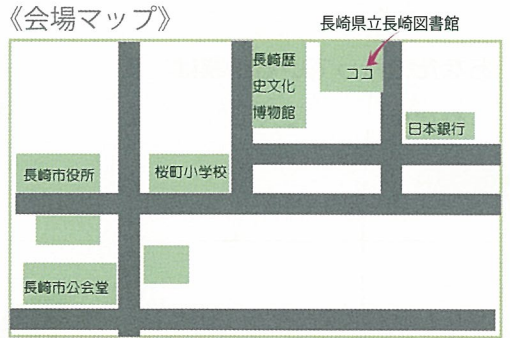 《会場マップ》
長崎県立長崎図書館
ココ
長崎歴
史文化
博物館
日本銀行
長崎市役所
桜町小学校
長崎市公会堂